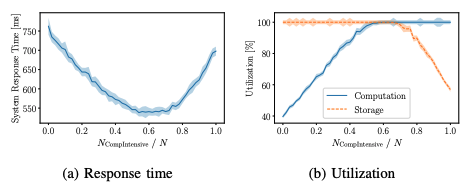 System Response Time [ms]
750
700
650
600
550
0.0 0.2 0.4 0.6 0.8 1.0
N_CompIntensive / N
(a) Response time
Utilization [%]
100
80
60
40
Computation
Storage
0.0 0.2 0.4 0.6 0.8 1.0
N_CompIntensive / N
(b) Utilization